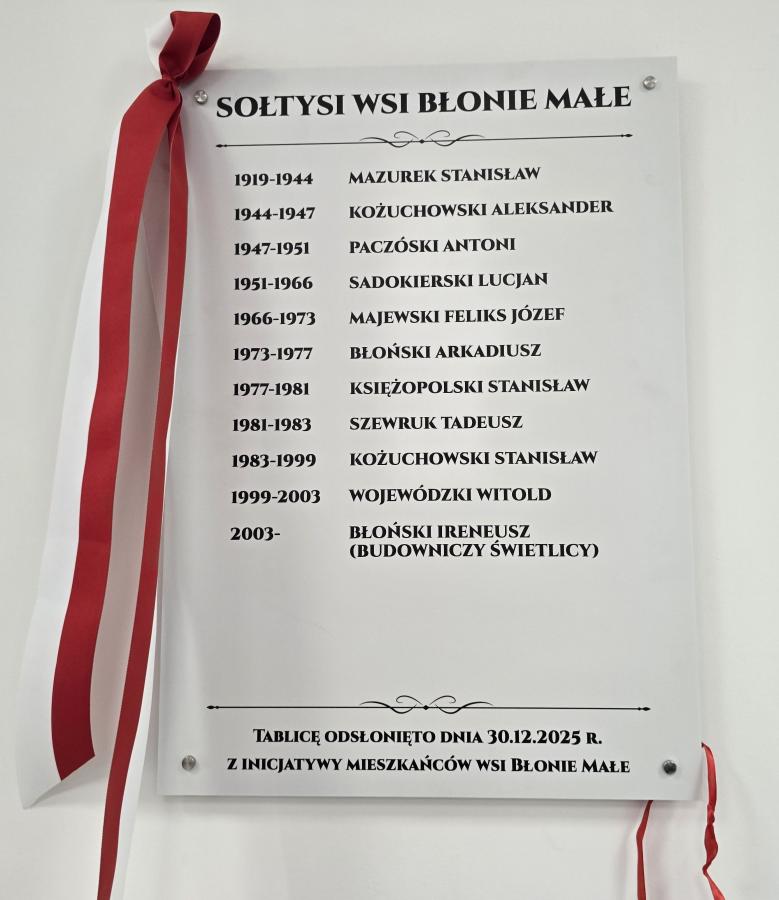 SOŁTYSI WSI BŁONIE MAŁE
1919-1944 MAZUREK STANISŁAW
1944-1947 KOŻUCHOWSKI ALEKSANDER
1947-1951 PACZÓSKI ANTONI
1951-1966 SADOKIERSKI LUCJAN
1966-1973 MAJEWSKI FELIKS JÓZEF
1973-1977 BŁOŃSKI ARKADIUSZ
1977-1981 KSIĘŻOPOLSKI STANISŁAW
1981-1983 SZEWRUK TADEUSZ
1983-1999 KOŻUCHOWSKI STANISŁAW
1999-2003 WOJEWÓDZKI WITOLD
2003- BŁOŃSKI IRENEUSZ
(BUDOWNICZY ŚWIETLICY)
TABLICĘ ODSŁONIĘTO DNIA 30.12.2025 R.
Z INICJATYWY MIESZKAŃCÓW WSI BŁONIE MAŁE